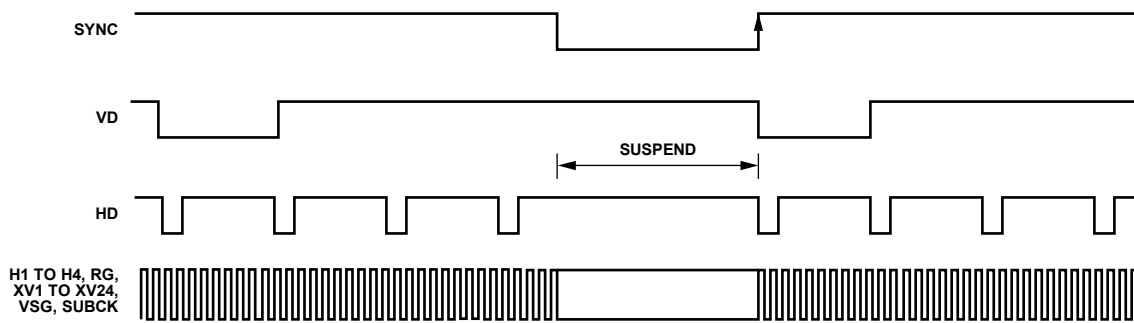 SYNC
VD
SUSPEND
HD
H1 TO H4, RG,
XV1 TO XV24,
VSG, SUBCK